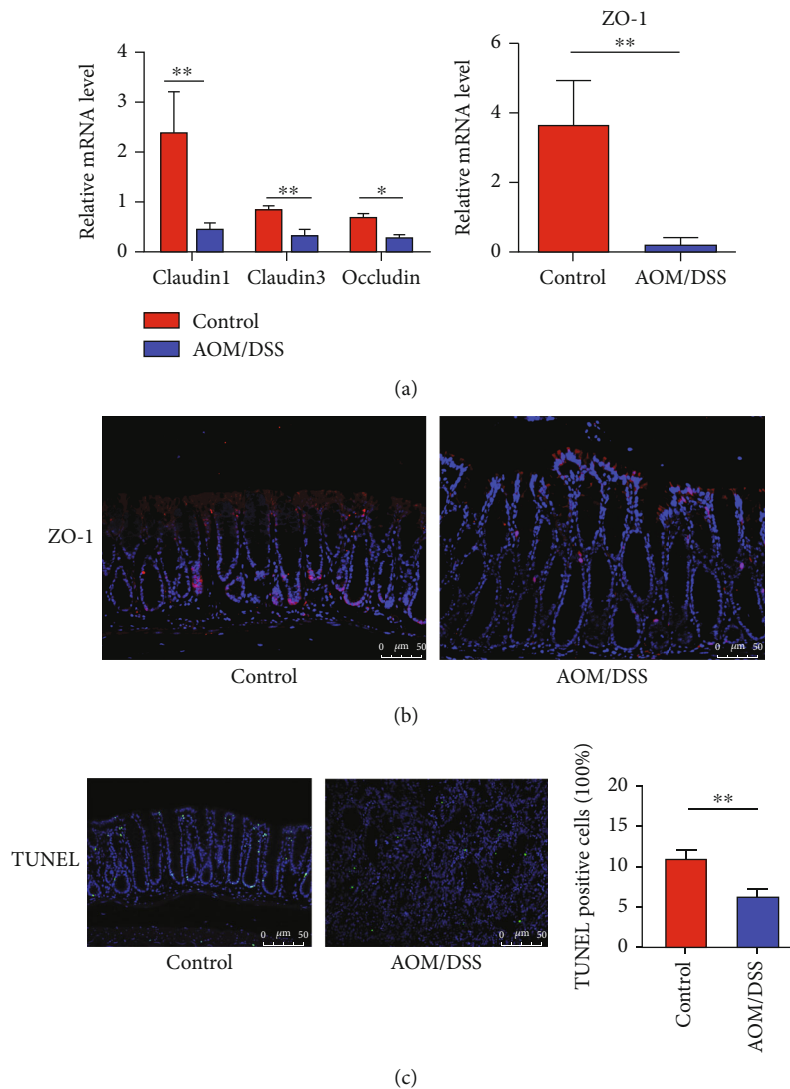 ZO-1
Relative mRNA level
4
3
2
1
0
**
**
*
Claudin1 Claudin3 Occludin
Relative mRNA level
6
4
2
0
**
Control AOM/DSS
Control
AOM/DSS
(a)
ZO-1
0 μm 50
0 μm 50
Control AOM/DSS
(b)
TUNEL
0 μm 50
0 μm 50
Control AOM/DSS
TUNEL positive cells (100%)
20
15
10
5
0
**
Control
AOM/DSS
(c)